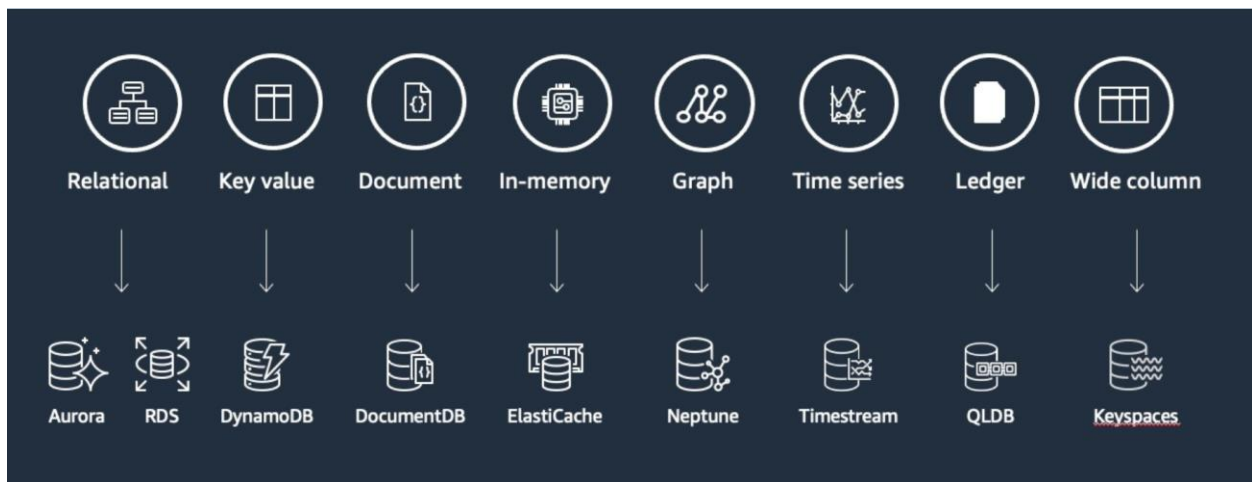 Relational Key value Document In-memory Graph Time series Ledger Wide column
Aurora RDS DynamoDB DocumentDB ElastiCache Neptune Timestream QLDB Keyspaces